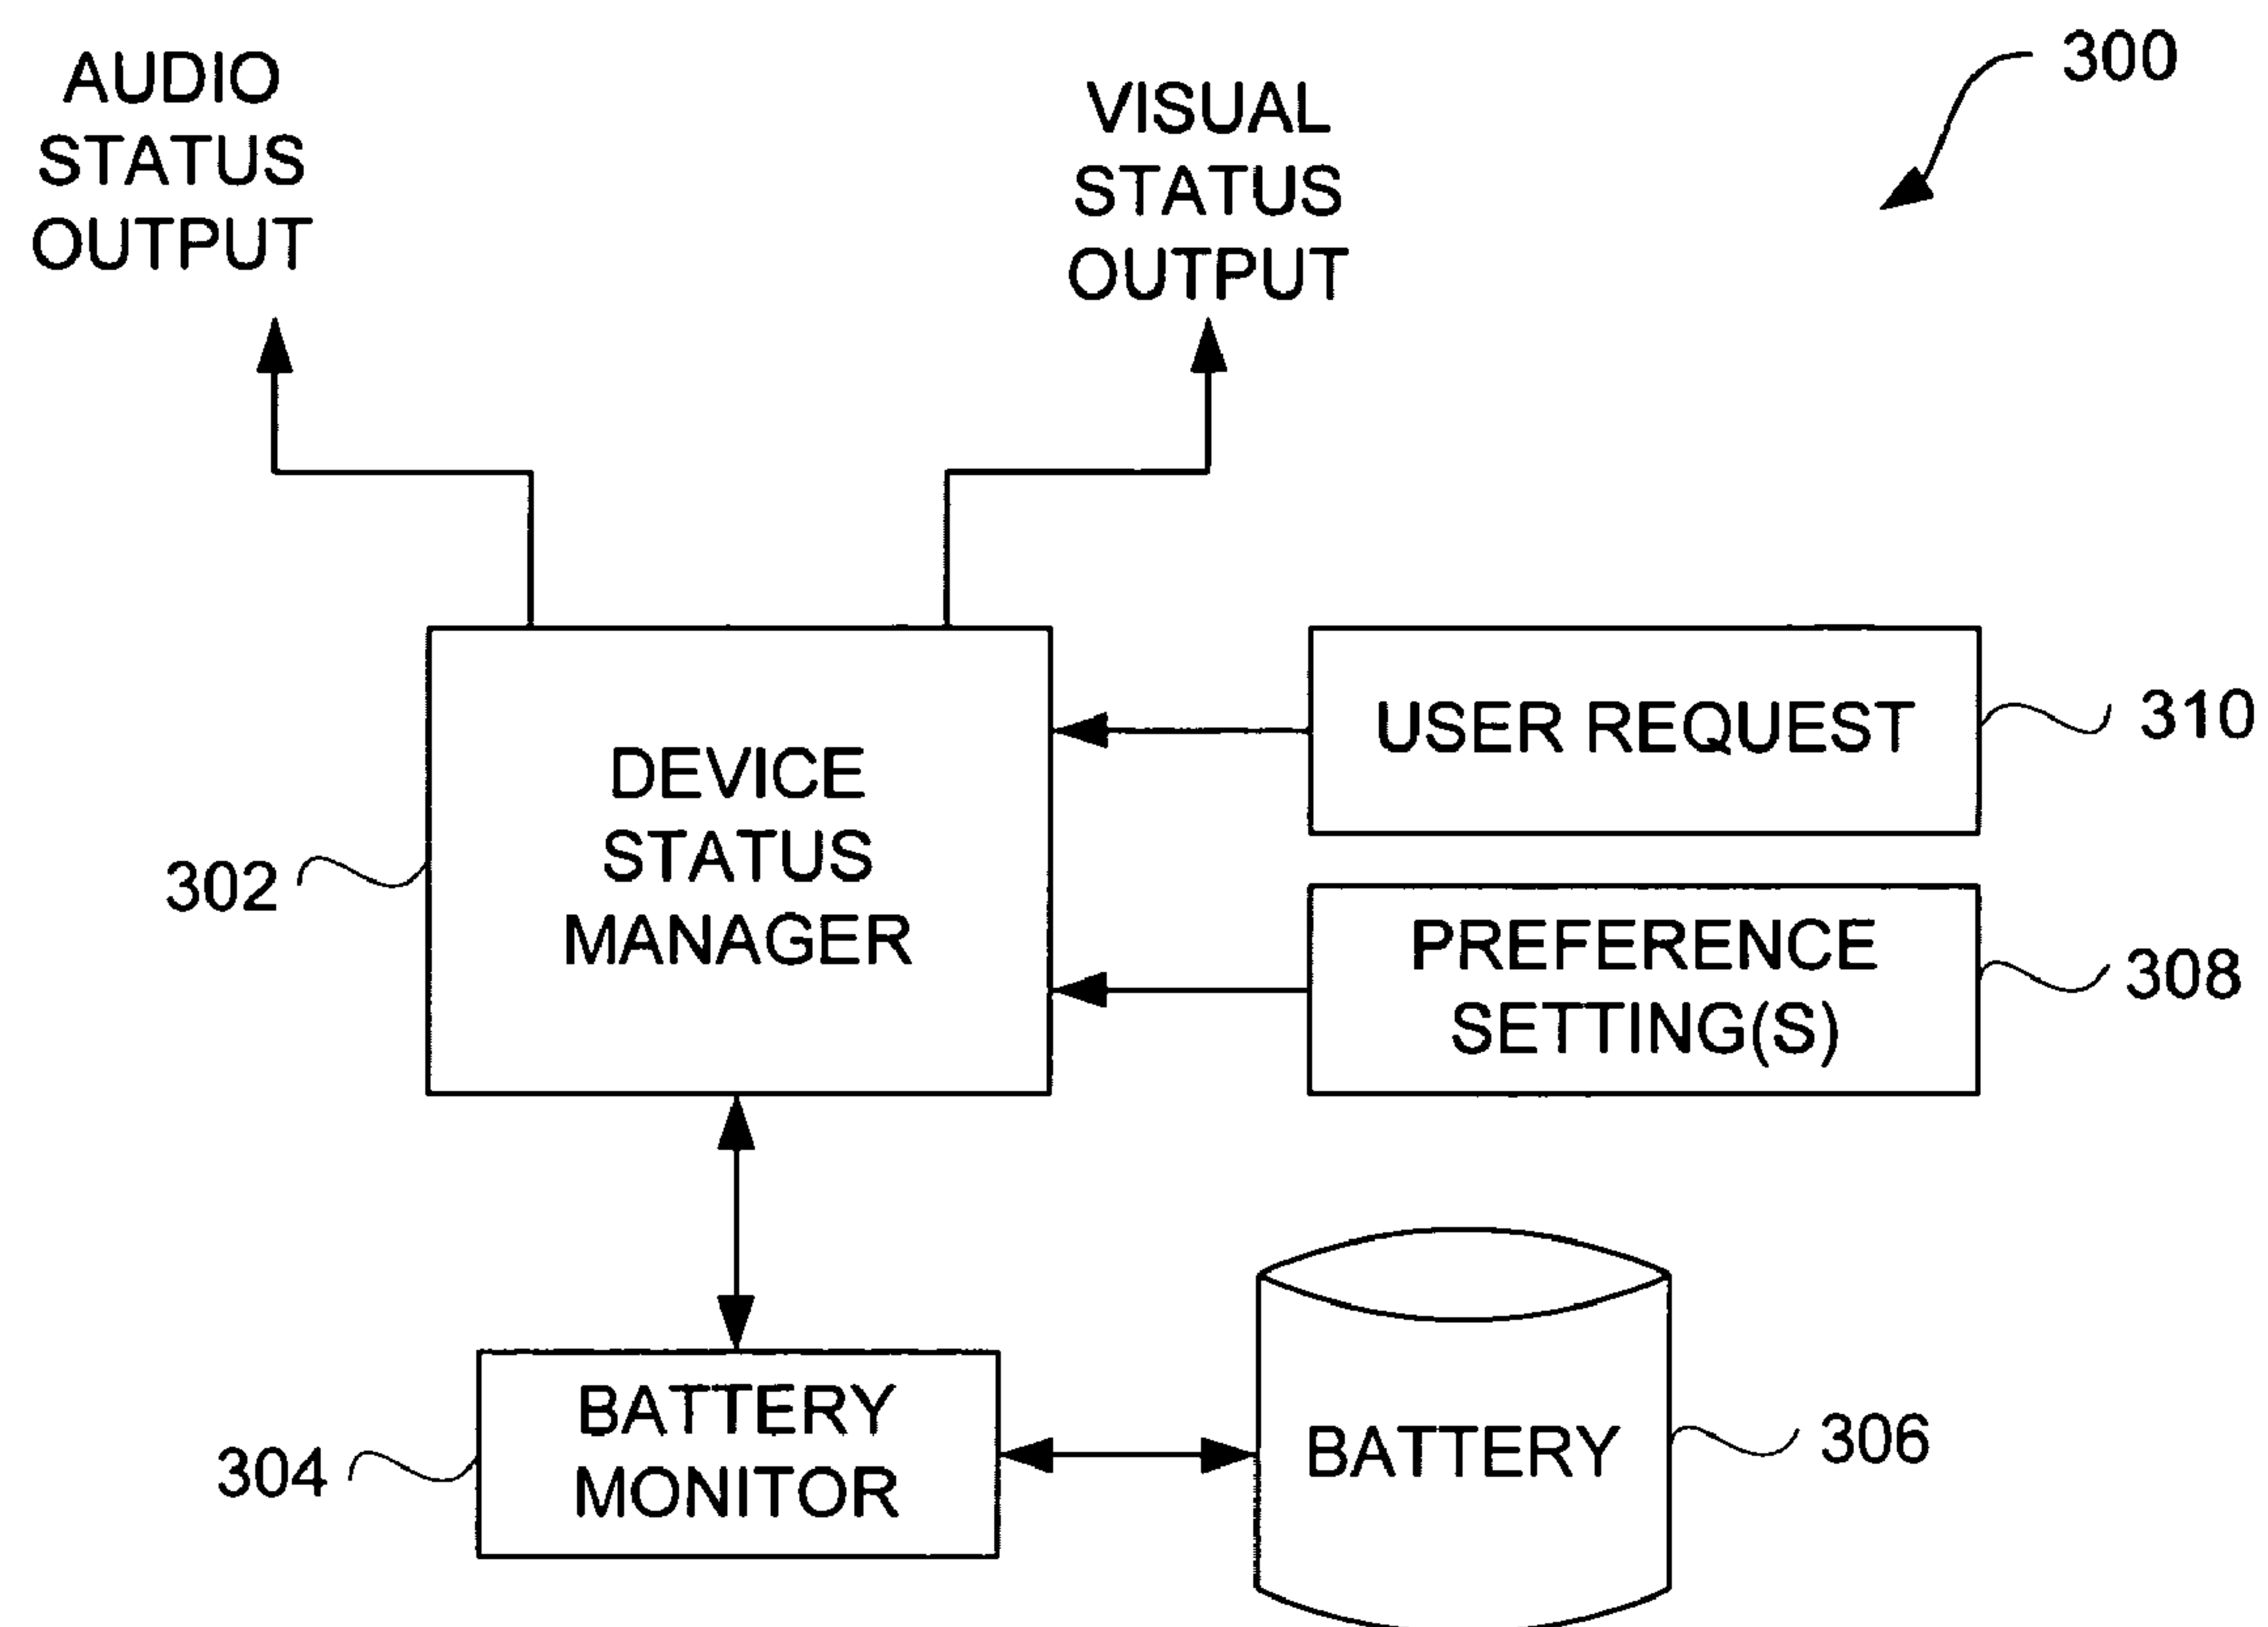 AUDIO
STATUS
OUTPUT
VISUAL
STATUS
OUTPUT
300
DEVICE
STATUS
MANAGER
302
USER REQUEST
310
PREFERENCE
SETTING(S)
308
BATTERY
MONITOR
304
BATTERY
306